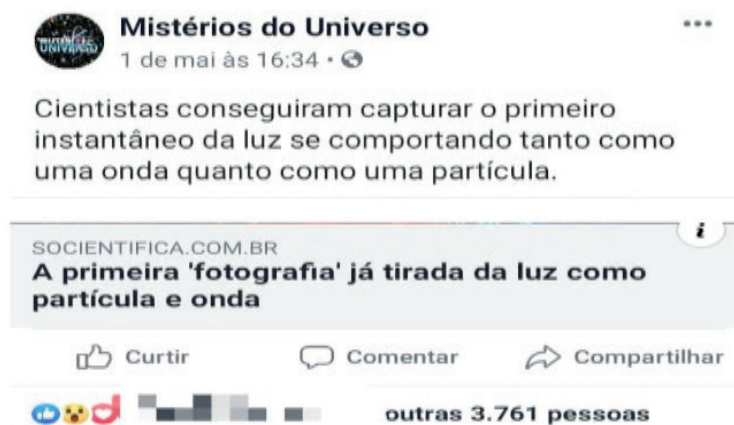 Mistérios do Universo
1 de mai às 16:34 •
Cientistas conseguiram capturar o primeiro
instantâneo da luz se comportando tanto como
uma onda quanto como uma partícula.
i
SOCIENTIFICA.COM.BR
A primeira 'fotografia' já tirada da luz como
partícula e onda
Curtir Comentar Compartilhar
outras 3.761 pessoas